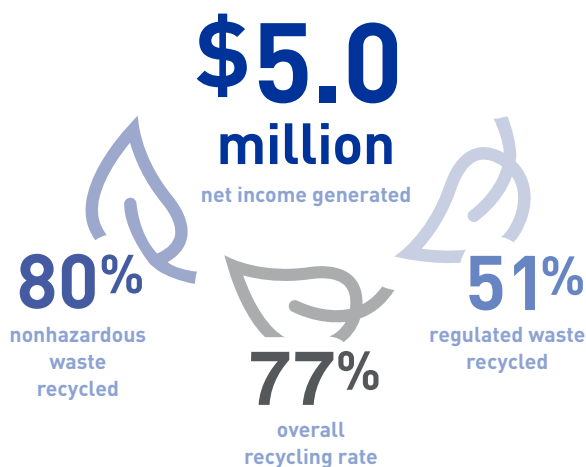 $5.0
million
net income generated
80%
nonhazardous
waste
recycled
51%
regulated waste
recycled
77%
overall
recycling rate